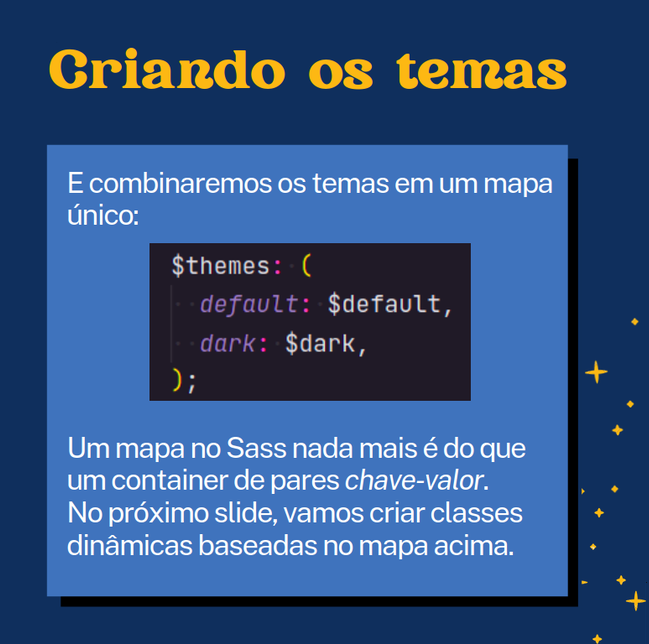 Criando os temas
E combinaremos os temas em um mapa
único:
$themes: (
default: $default,
dark: $dark,
);
Um mapa no Sass nada mais é do que
um container de pares chave-valor.
No próximo slide, vamos criar classes
dinâmicas baseadas no mapa acima.